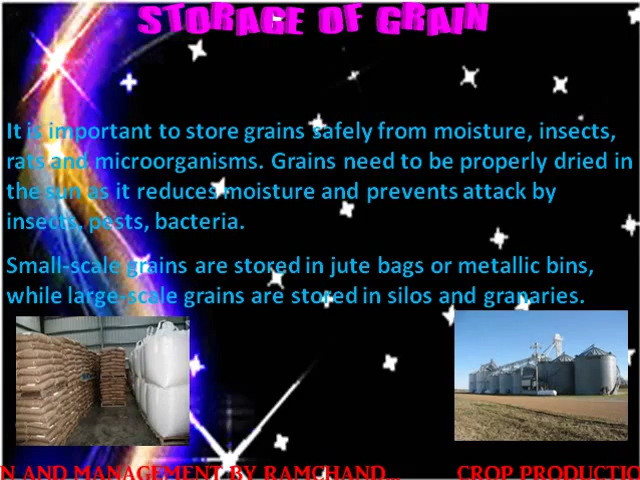 STORAGE OF GRAIN
It is important to store grains safely from moisture, insects,
rats and microorganisms. Grains need to be properly dried in
the sun as it reduces moisture and prevents attack by
insects, pests, bacteria.
Small-scale grains are stored in jute bags or metallic bins,
while large-scale grains are stored in silos and granaries.
N AND MANAGEMENT BY RAMCHAND... CROP PRODUCTIC